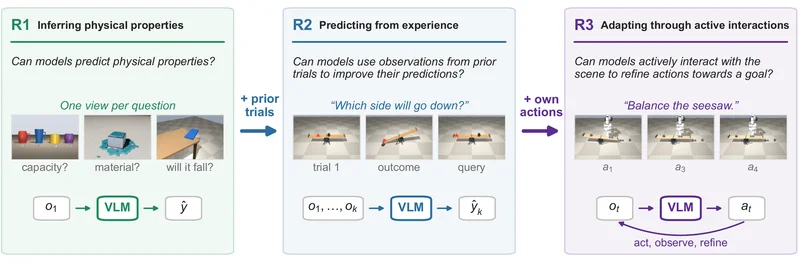 R1 Inferring physical properties
Can models predict physical properties?
One view per question
capacity? material? will it fall?
o1 VLM ŷ
+ prior
trials
R2 Predicting from experience
Can models use observations from prior
trials to improve their predictions?
“Which side will go down?”
trial 1 outcome query
o1,…,ok VLM ŷk
+ own
actions
R3 Adapting through active interactions
Can models actively interact with the
scene to refine actions towards a goal?
“Balance the seesaw.”
a1 a3 a4
ot VLM at
act, observe, refine